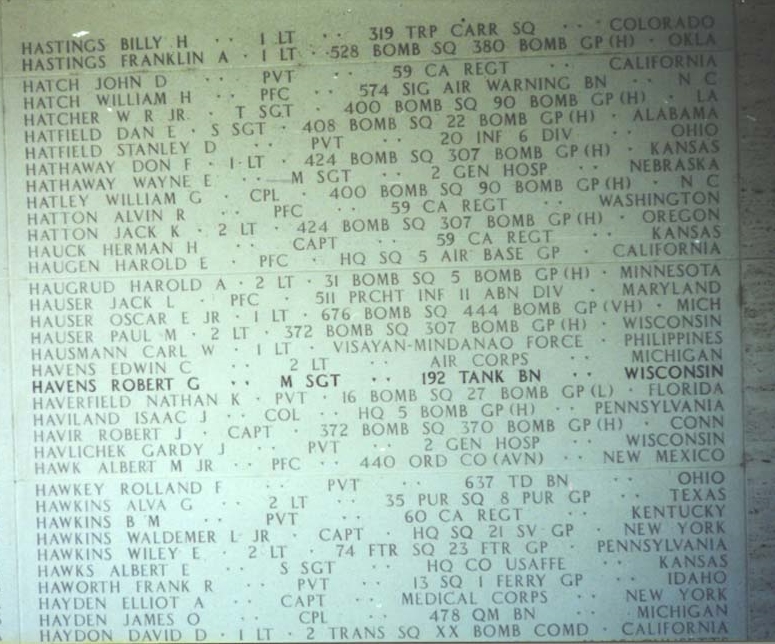 HASTINGS BILLY H · · 1 LT · · 319 TRP CARR SQ · · COLORADO
HASTINGS FRANKLIN A · 1 LT · 528 BOMB SQ 380 BOMB GP (H) · OKLA
HATCH JOHN D · · PVT · · 59 CA REGT · · CALIFORNIA
HATCH WILLIAM H · · PFC · · 574 SIG AIR WARNING BN · · N C
HATCHER W R JR · T SGT · 400 BOMB SQ 90 BOMB GP (H) · LA
HATFIELD DAN E · S SGT · 408 BOMB SQ 22 BOMB GP (H) · ALABAMA
HATFIELD STANLEY D · · PVT · · 20 INF 6 DIV · · OHIO
HATHAWAY DON F · 1 LT · 424 BOMB SQ 307 BOMB GP (H) · KANSAS
HATHAWAY WAYNE E · · M SGT · · 2 GEN HOSP · · NEBRASKA
HATLEY WILLIAM G · CPL · 400 BOMB SQ 90 BOMB GP (H) · N C
HATTON ALVIN R · · PFC · · 59 CA REGT · · WASHINGTON
HATTON JACK K · 2 LT · 424 BOMB SQ 307 BOMB GP (H) · OREGON
HAUCK HERMAN H · · CAPT · · 59 CA REGT · · KANSAS
HAUGEN HAROLD E · PFC · HQ SQ 5 AIR BASE GP · CALIFORNIA
HAUGRUD HAROLD A · 2 LT · 31 BOMB SQ 5 BOMB GP (H) · MINNESOTA
HAUSER JACK L · PFC · 511 PRCHT INF 11 ABN DIV · MARYLAND
HAUSER OSCAR E JR · 1 LT · 676 BOMB SQ 444 BOMB GP (VH) · MICH
HAUSER PAUL M · 2 LT · 372 BOMB SQ 307 BOMB GP (H) · WISCONSIN
HAUSMANN CARL W · 1 LT · VISAYAN-MINDANAO FORCE · PHILIPPINES
HAVENS EDWIN C · · 2 LT · · AIR CORPS · · MICHIGAN
HAVENS ROBERT G · · M SGT · · 192 TANK BN · · WISCONSIN
HAVERFIELD NATHAN K · PVT · 16 BOMB SQ 27 BOMB GP (L) · FLORIDA
HAVILAND ISAAC J · · COL · · HQ 5 BOMB GP (H) · · PENNSYLVANIA
HAVIR ROBERT J · CAPT · 372 BOMB SQ 370 BOMB GP (H) · CONN
HAVLICHEK GARDY J · · PVT · · 2 GEN HOSP · · WISCONSIN
HAWK ALBERT M JR · · PFC · · 440 ORD CO (AVN) · · NEW MEXICO
HAWKEY ROLLAND F · · PVT · · 637 TD BN · · OHIO
HAWKINS ALVA G · · 2 LT · · 35 PUR SQ 8 PUR GP · · TEXAS
HAWKINS B M · · PVT · · 60 CA REGT · · KENTUCKY
HAWKINS WALDEMER L JR · CAPT · HQ SQ 21 SV GP · NEW YORK
HAWKINS WILEY E · 2 LT · 74 FTR SQ 23 FTR GP · PENNSYLVANIA
HAWKS ALBERT E · · S SGT · · HQ CO USAFFE · · KANSAS
HAWORTH FRANK R · · PVT · · 13 SQ 1 FERRY GP · · IDAHO
HAYDEN ELLIOT A · · CAPT · · MEDICAL CORPS · · NEW YORK
HAYDEN JAMES O · · CPL · · 478 QM BN · · MICHIGAN
HAYDON DAVID D · 1 LT · 2 TRANS SQ XX BOMB COMD · CALIFORNIA